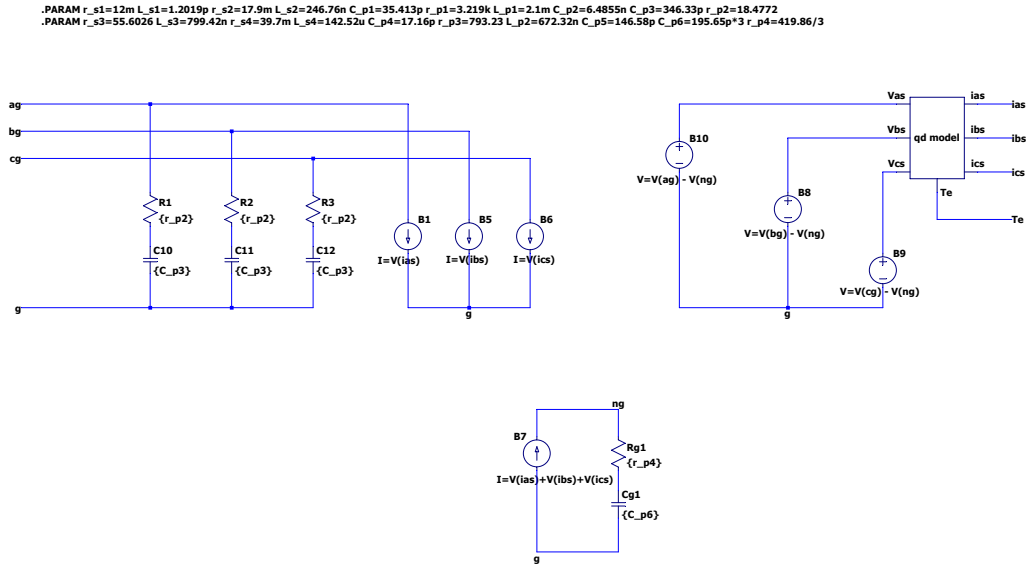 .PARAM r_s1=12m L_s1=1.2019p r_s2=17.9m L_s2=246.76n C_p1=35.413p r_p1=3.219k L_p1=2.1m C_p2=6.4855n C_p3=346.33p r_p2=18.4772
.PARAM r_s3=55.6026 L_s3=799.42n r_s4=39.7m L_s4=142.52u C_p4=17.16p r_p3=793.23 L_p2=672.32n C_p5=146.58p C_p6=195.65p*3 r_p4=419.86/3
ag
bg
cg
g
R1
{r_p2}
R2
{r_p2}
R3
{r_p2}
C10
{C_p3}
C11
{C_p3}
C12
{C_p3}
B1
I=V(ias)
B5
I=V(ibs)
B6
I=V(ics)
g
B10
V=V(ag) - V(ng)
B8
V=V(bg) - V(ng)
B9
V=V(cg) - V(ng)
g
Vas
Vbs
Vcs
qd model
ias
ibs
ics
Te
ias
ibs
ics
Te
ng
B7
I=V(ias)+V(ibs)+V(ics)
Rg1
{r_p4}
Cg1
{C_p6}
g